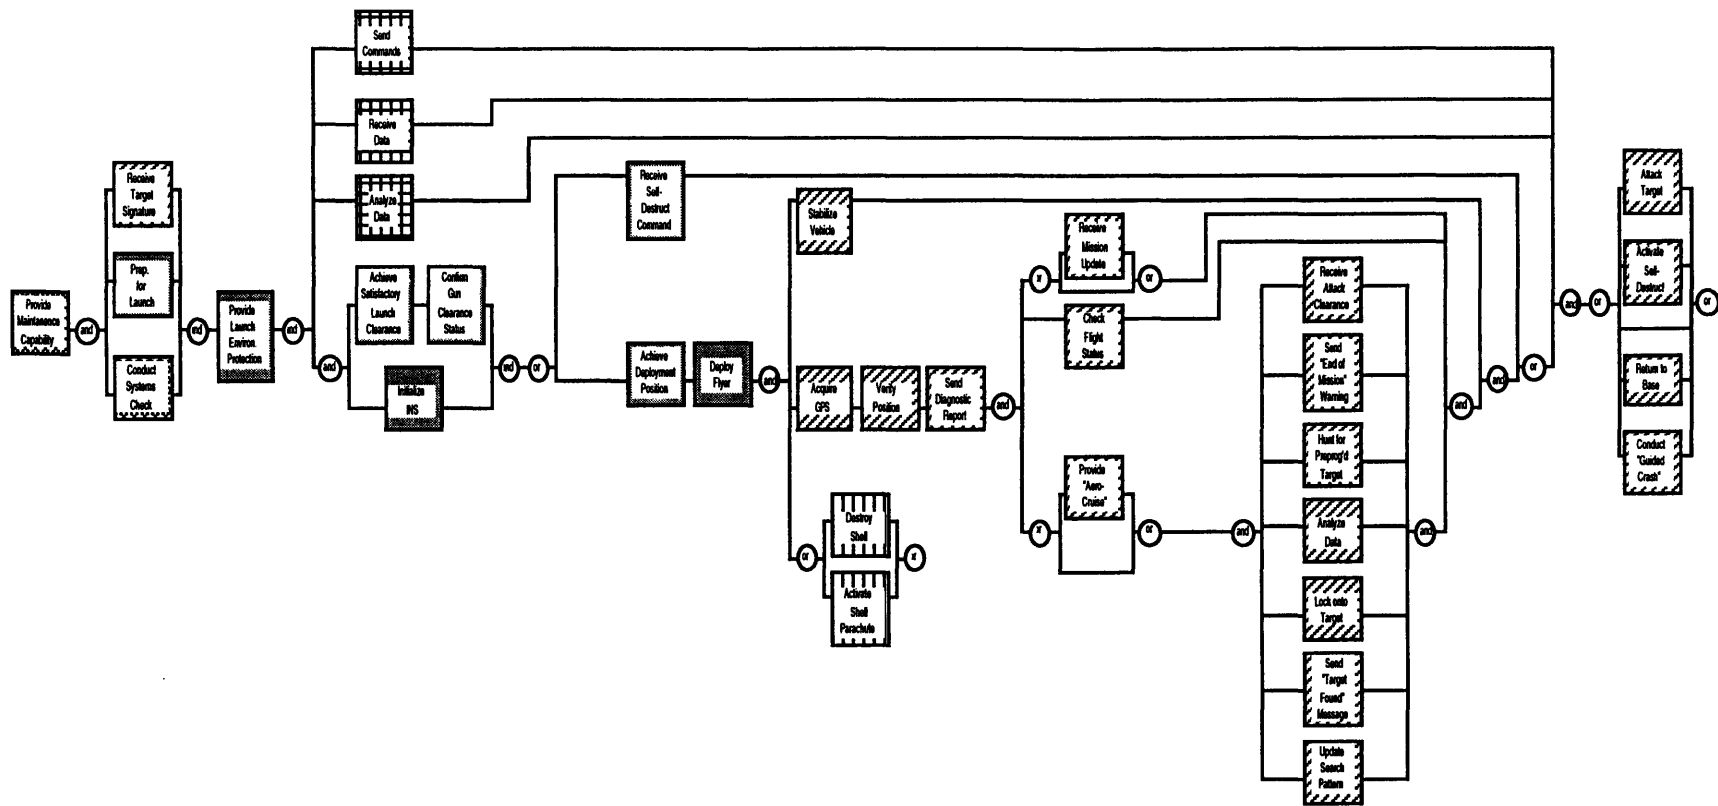 Provide
Maintanence
Capability
and
Receive
Target
Signature
Prep.
for
Launch
Conduct
Systems
Check
and
Provide
Launch
Environ.
Protection
and
Send
Commands
Receive
Data
Analyze
Data
and
Achieve
Satisfactory
Launch
Clearance
Confirm
Gun
Clearance
Status
Initialize
INS
and
or
Receive
Self-
Destruct
Command
Achieve
Deployment
Position
Deploy
Flyer
and
Stabilize
Vehicle
Acquire
GPS
Verify
Position
Send
Diagnostic
Report
or
Destroy
Shell
Activate
Shell
Parachute
x
and
x
Receive
Mission
Update
or
Check
Flight
Status
x
Provide
"Aero-
Cruise"
or
and
Receive
Attack
Clearance
Send
"End of
Mission"
Warning
Hunt for
Preprog'd
Target
Analyze
Data
Lock onto
Target
Send
"Target
Found"
Message
Update
Search
Pattern
and
and
and
or
and
or
Attack
Target
Activate
Self-
Destruct
Return to
Base
Conduct
"Guided
Crash"
or